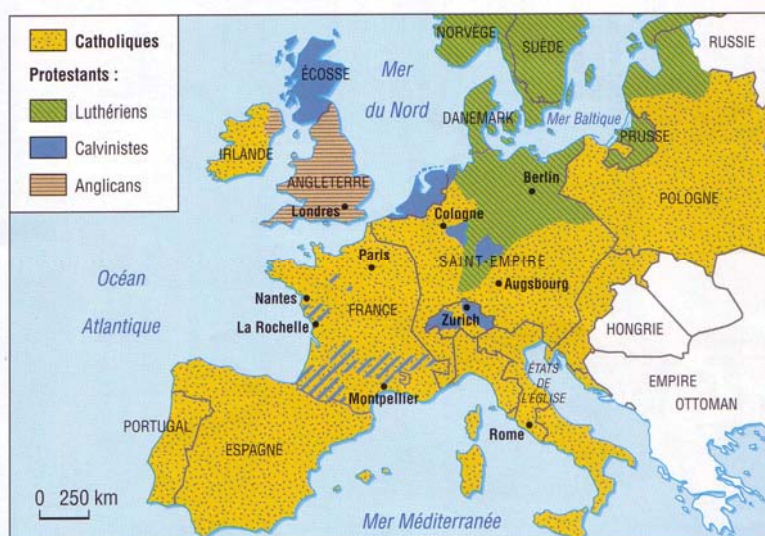 Catholiques
Protestants :
Luthériens
Calvinistes
Anglicans
NORVÈGE
SUÈDE
RUSSIE
ÉCOSSE
Mer
du Nord
DANEMARK
Mer Baltique
PRUSSE
IRLANDE
ANGLETERRE
Londres
Berlin
POLOGNE
Cologne
SAINT-EMPIRE
Paris
Augsbourg
Océan
Atlantique
Nantes
FRANCE
La Rochelle
Zurich
HONGRIE
Montpellier
ÉTATS
DE
L'ÉGLISE
EMPIRE
OTTOMAN
PORTUGAL
ESPAGNE
Rome
0 250 km
Mer Méditerranée